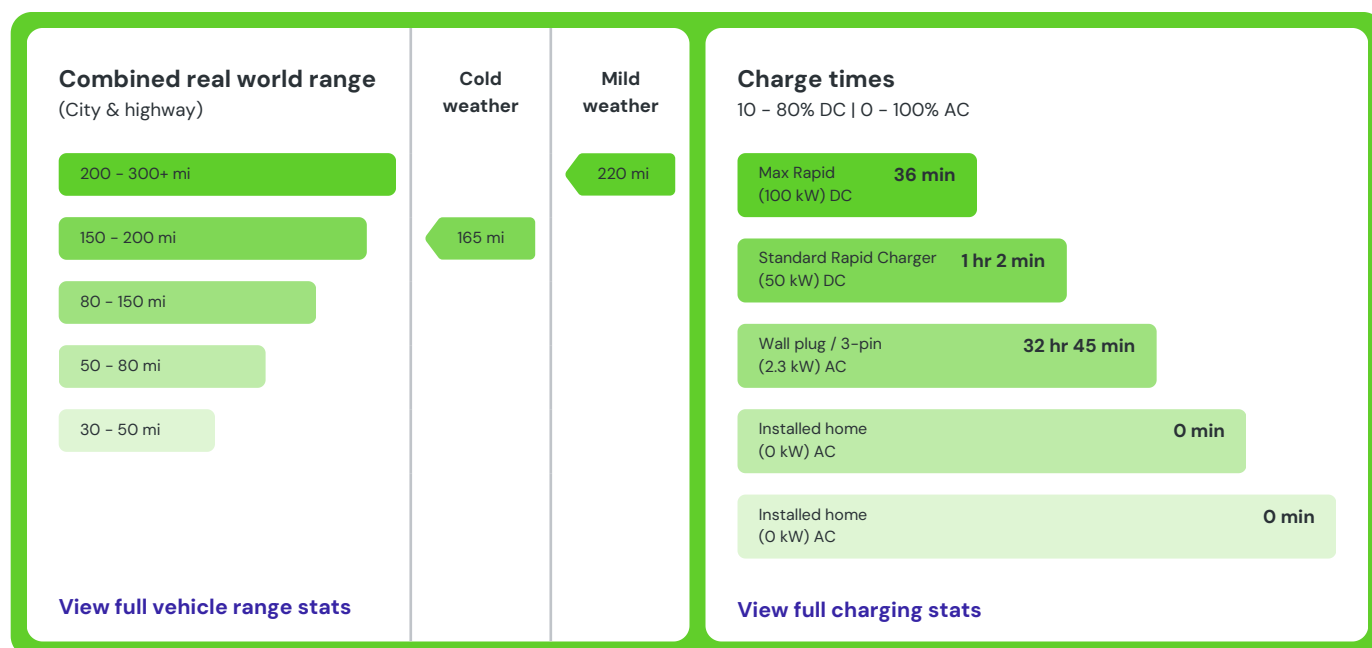 Combined real world range
(City & highway)
Cold
weather
Mild
weather
200 - 300+ mi
220 mi
150 - 200 mi
165 mi
80 - 150 mi
50 - 80 mi
30 - 50 mi
View full vehicle range stats
Charge times
10 - 80% DC | 0 - 100% AC
Max Rapid
(100 kW) DC
36 min
Standard Rapid Charger
(50 kW) DC
1 hr 2 min
Wall plug / 3-pin
(2.3 kW) AC
32 hr 45 min
Installed home
(0 kW) AC
0 min
Installed home
(0 kW) AC
0 min
View full charging stats